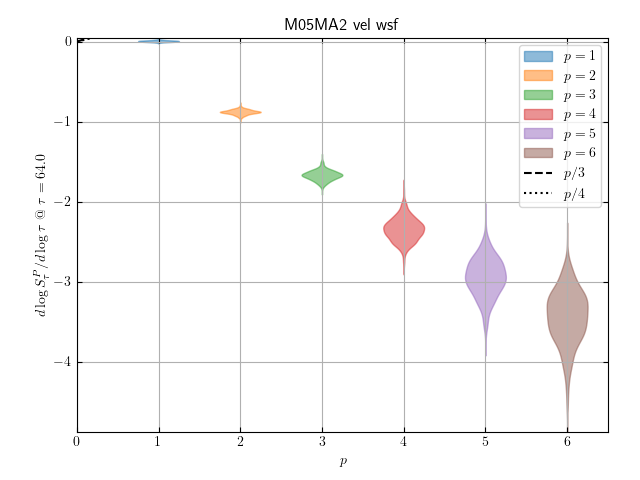 M05MA2 vel wsf
d log S_τ^P / d log τ @ τ = 64.0
0
−1
−2
−3
−4
p = 1
p = 2
p = 3
p = 4
p = 5
p = 6
p/3
p/4
0
1
2
3
4
5
6
p